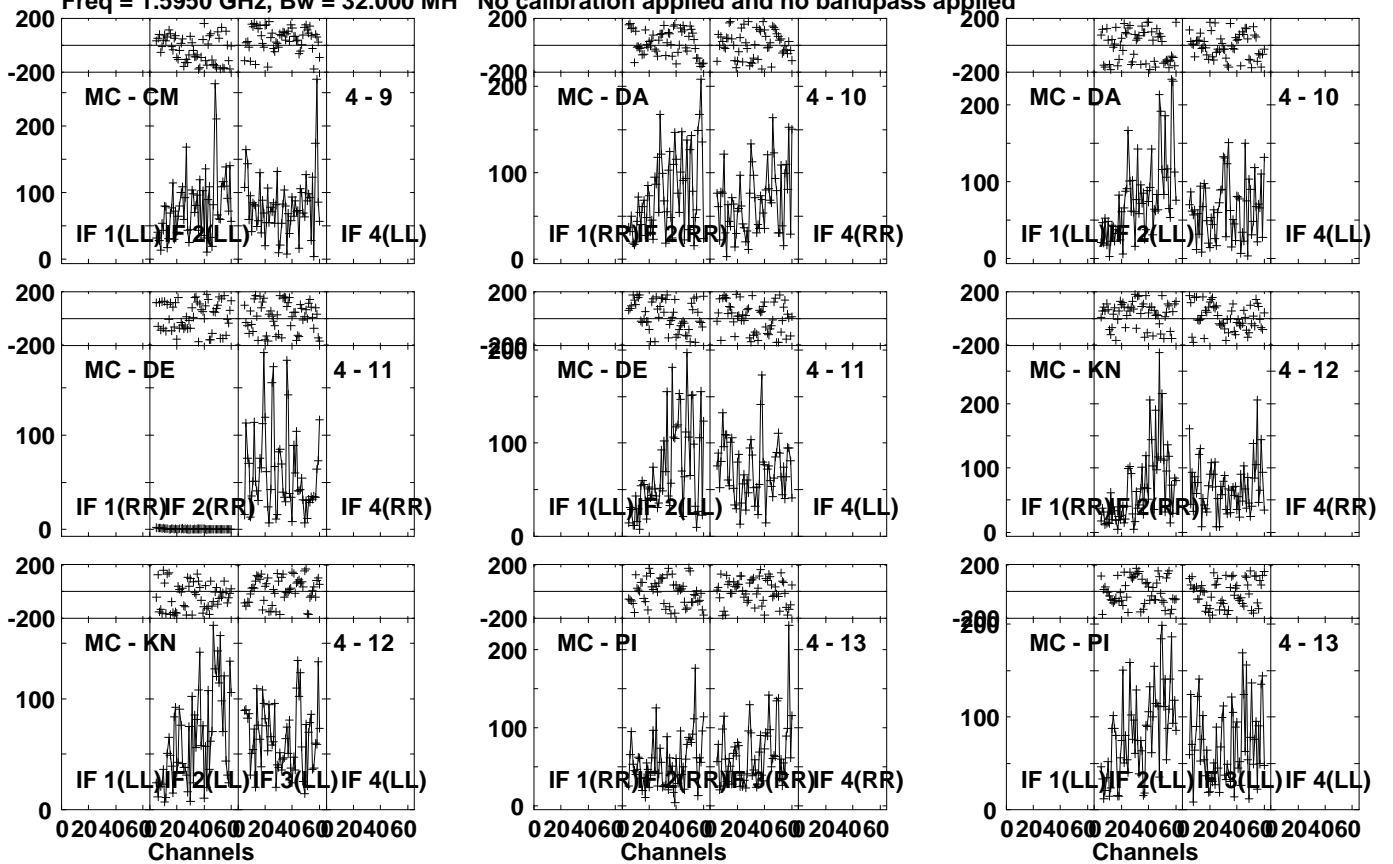 Freq = 1.5950 GHz, Bw = 32.000 MH No calibration applied and no bandpass applied
200
-200
MC - CM 4 - 9
200
100
0
IF 1(LL) IF 2(LL) IF 4(LL)
200
-200
MC - DA 4 - 10
200
100
0
IF 1(RR) IF 2(RR) IF 4(RR)
200
-200
MC - DA 4 - 10
200
100
0
IF 1(LL) IF 2(LL) IF 4(LL)
200
-200
MC - DE 4 - 11
100
0
IF 1(RR) IF 2(RR) IF 4(RR)
200
-200
200
MC - DE 4 - 11
100
0
IF 1(LL) IF 2(LL) IF 4(LL)
200
-200
MC - KN 4 - 12
200
100
0
IF 1(RR) IF 2(RR) IF 4(RR)
200
-200
MC - KN 4 - 12
100
0
IF 1(LL) IF 2(LL) IF 3(LL) IF 4(LL)
0 20 40 60 0 20 40 60 0 20 40 60 0 20 40 60
Channels
200
-200
MC - PI 4 - 13
200
100
0
IF 1(RR) IF 2(RR) IF 3(RR) IF 4(RR)
0 20 40 60 0 20 40 60 0 20 40 60 0 20 40 60
Channels
200
-200
200
MC - PI 4 - 13
100
0
IF 1(LL) IF 2(LL) IF 3(LL) IF 4(LL)
0 20 40 60 0 20 40 60 0 20 40 60 0 20 40 60
Channels